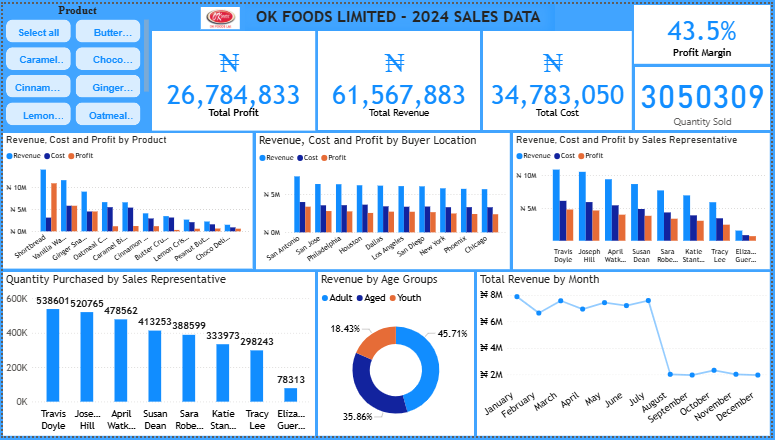 Product
Select all
Butter...
Caramel..
Choco...
Cinnam...
Ginger...
Lemon...
Oatmeal..
OK FOODS LIMITED - 2024 SALES DATA
₦
26,784,833
Total Profit
₦
61,567,883
Total Revenue
₦
34,783,050
Total Cost
43.5%
Profit Margin
3050309
Quantity Sold
Revenue, Cost and Profit by Product
Revenue Cost Profit
₦ 10M
₦ 5M
₦ 0M
Shortbread
Vanilla Wa...
Ginger Sna...
Oatmeal C...
Caramel Bi...
Cinnamon ...
Butter Cru...
Lemon Cris...
Peanut But...
Choco Deli...
Revenue, Cost and Profit by Buyer Location
Revenue Cost Profit
₦ 5M
₦ 0M
San Antonio
San Jose
Philadelphia
Houston
Dallas
Los Angeles
San Diego
New York
Phoenix
Chicago
Revenue, Cost and Profit by Sales Representative
Revenue Cost Profit
₦ 10M
₦ 5M
Travis Doyle
Joseph Hill
April Watk...
Susan Dean
Sara Robe...
Katie Stant...
Tracy Lee
Eliza... Guer...
Quantity Purchased by Sales Representative
600K
400K
200K
0K
538601
520765
478562
413253
388599
333973
298243
78313
Travis Doyle
Jose... Hill
April Watk...
Susan Dean
Sara Robe...
Katie Stan...
Tracy Lee
Eliza... Guer...
Revenue by Age Groups
Adult Aged Youth
18.43%
45.71%
35.86%
Total Revenue by Month
₦ 8M
₦ 6M
₦ 4M
₦ 2M
January
February
March
April
May
June
July
August
September
October
November
December